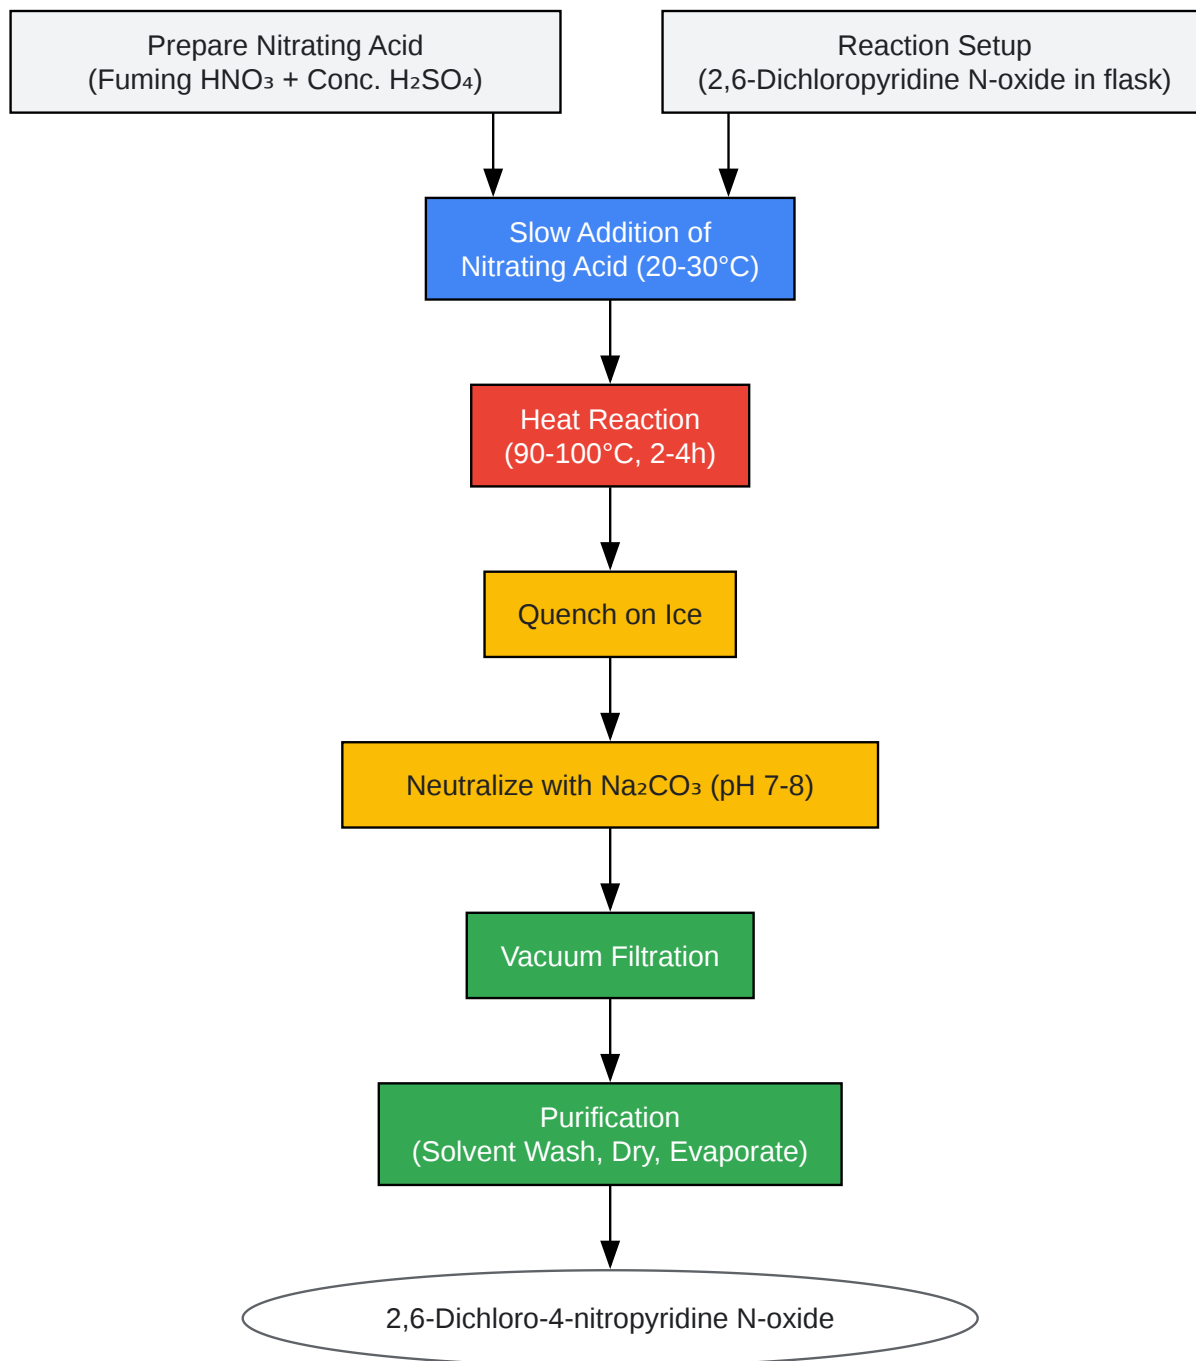 Prepare Nitrating Acid
(Fuming HNO₃ + Conc. H₂SO₄)
Reaction Setup
(2,6-Dichloropyridine N-oxide in flask)
Slow Addition of
Nitrating Acid (20-30°C)
Heat Reaction
(90-100°C, 2-4h)
Quench on Ice
Neutralize with Na₂CO₃ (pH 7-8)
Vacuum Filtration
Purification
(Solvent Wash, Dry, Evaporate)
2,6-Dichloro-4-nitropyridine N-oxide